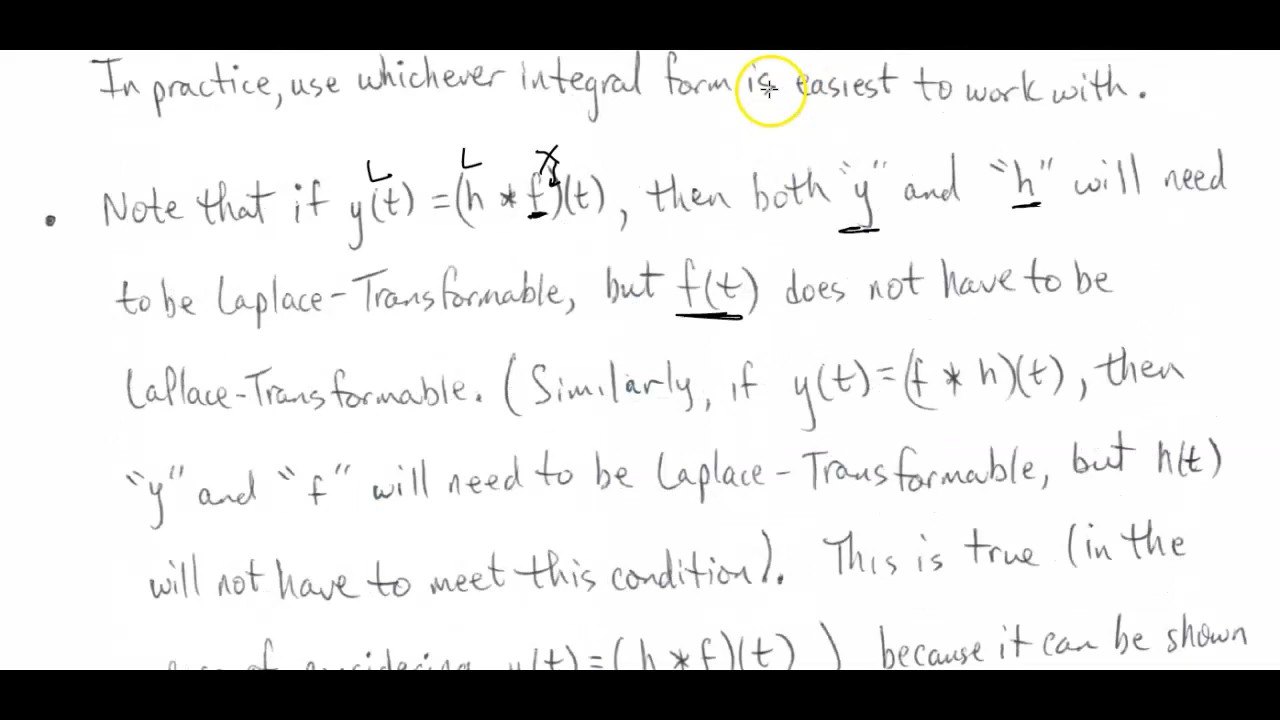 In practice, use whichever integral form is easiest to work with.
L L X
• Note that if y(t) = (h * f)(t), then both "y" and "h" will need
to be Laplace-Transformable, but f(t) does not have to be
Laplace-Transformable. (Similarly, if y(t) = (f * h)(t), then
"y" and "f" will need to be Laplace-Transformable, but h(t)
will not have to meet this condition). This is true (in the
y(t) = (h * f)(t) ) because it can be shown